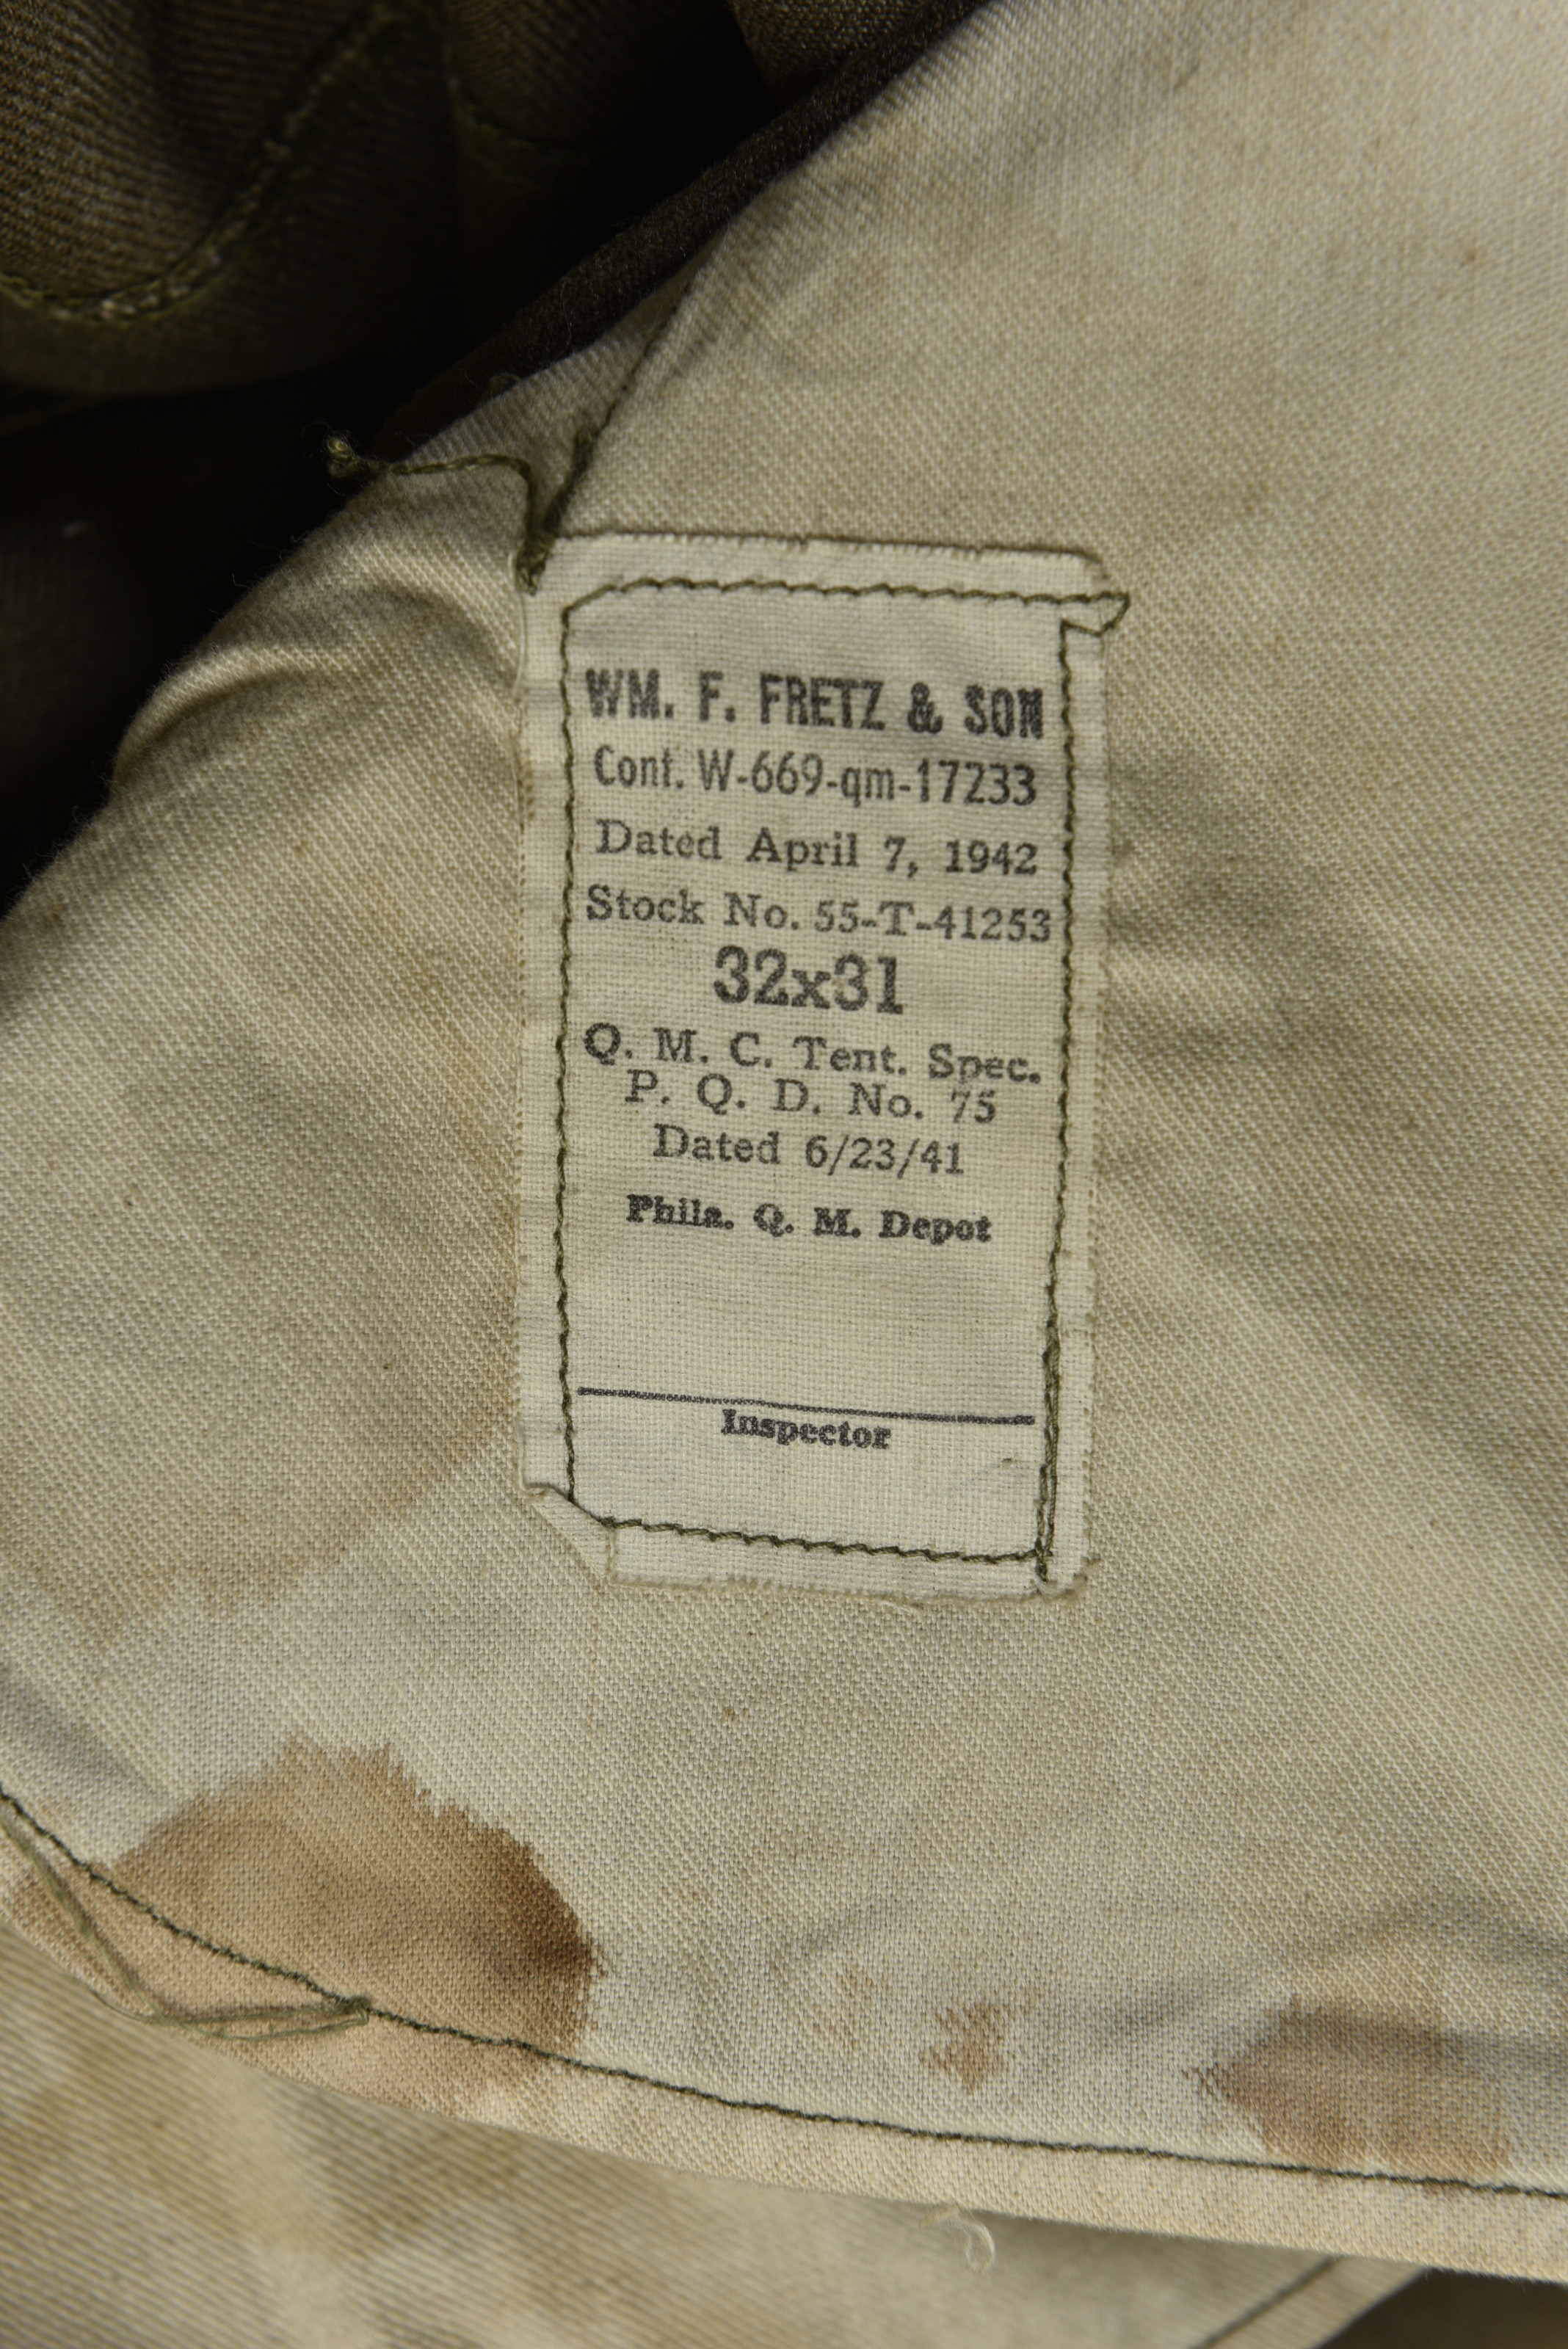 WM. F. FRETZ & SON
Cont. W-669-qm-17233
Dated April 7, 1942
Stock No. 55-T-41253
32x31
Q. M. C. Tent. Spec.
P. Q. D. No. 75
Dated 6/23/41
Phila. Q. M. Depot
Inspector